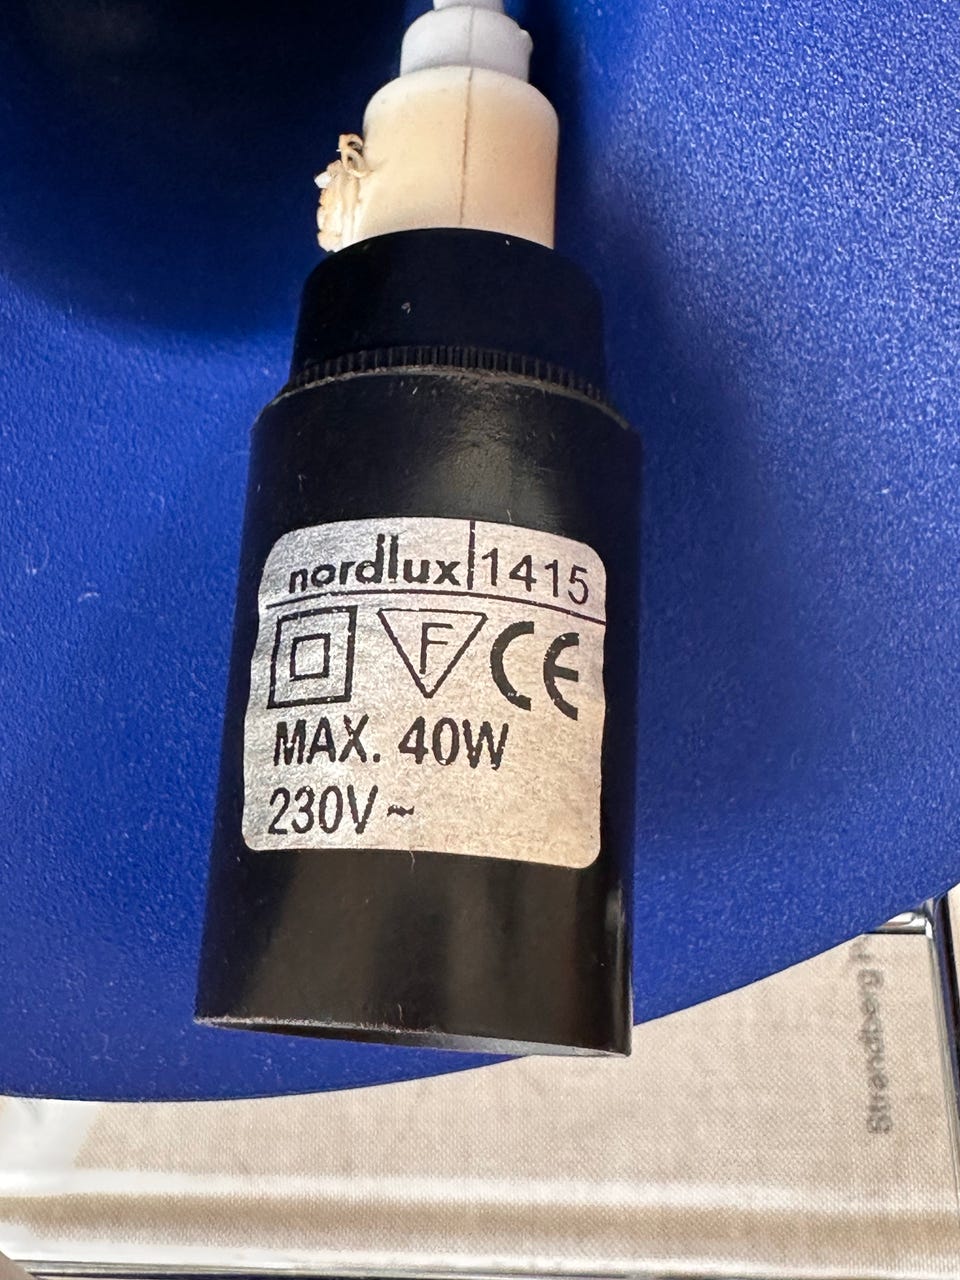 nordlux 1415
F CE
MAX. 40W
230V~
Strandberg